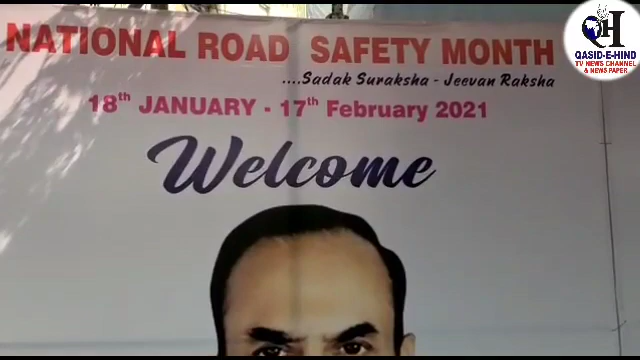 NATIONAL ROAD SAFETY MONTH
....Sadak Suraksha - Jeevan Raksha
18th JANUARY - 17th February 2021
Welcome
QH
QASID-E-HIND
TV NEWS CHANNEL
& NEWS PAPER